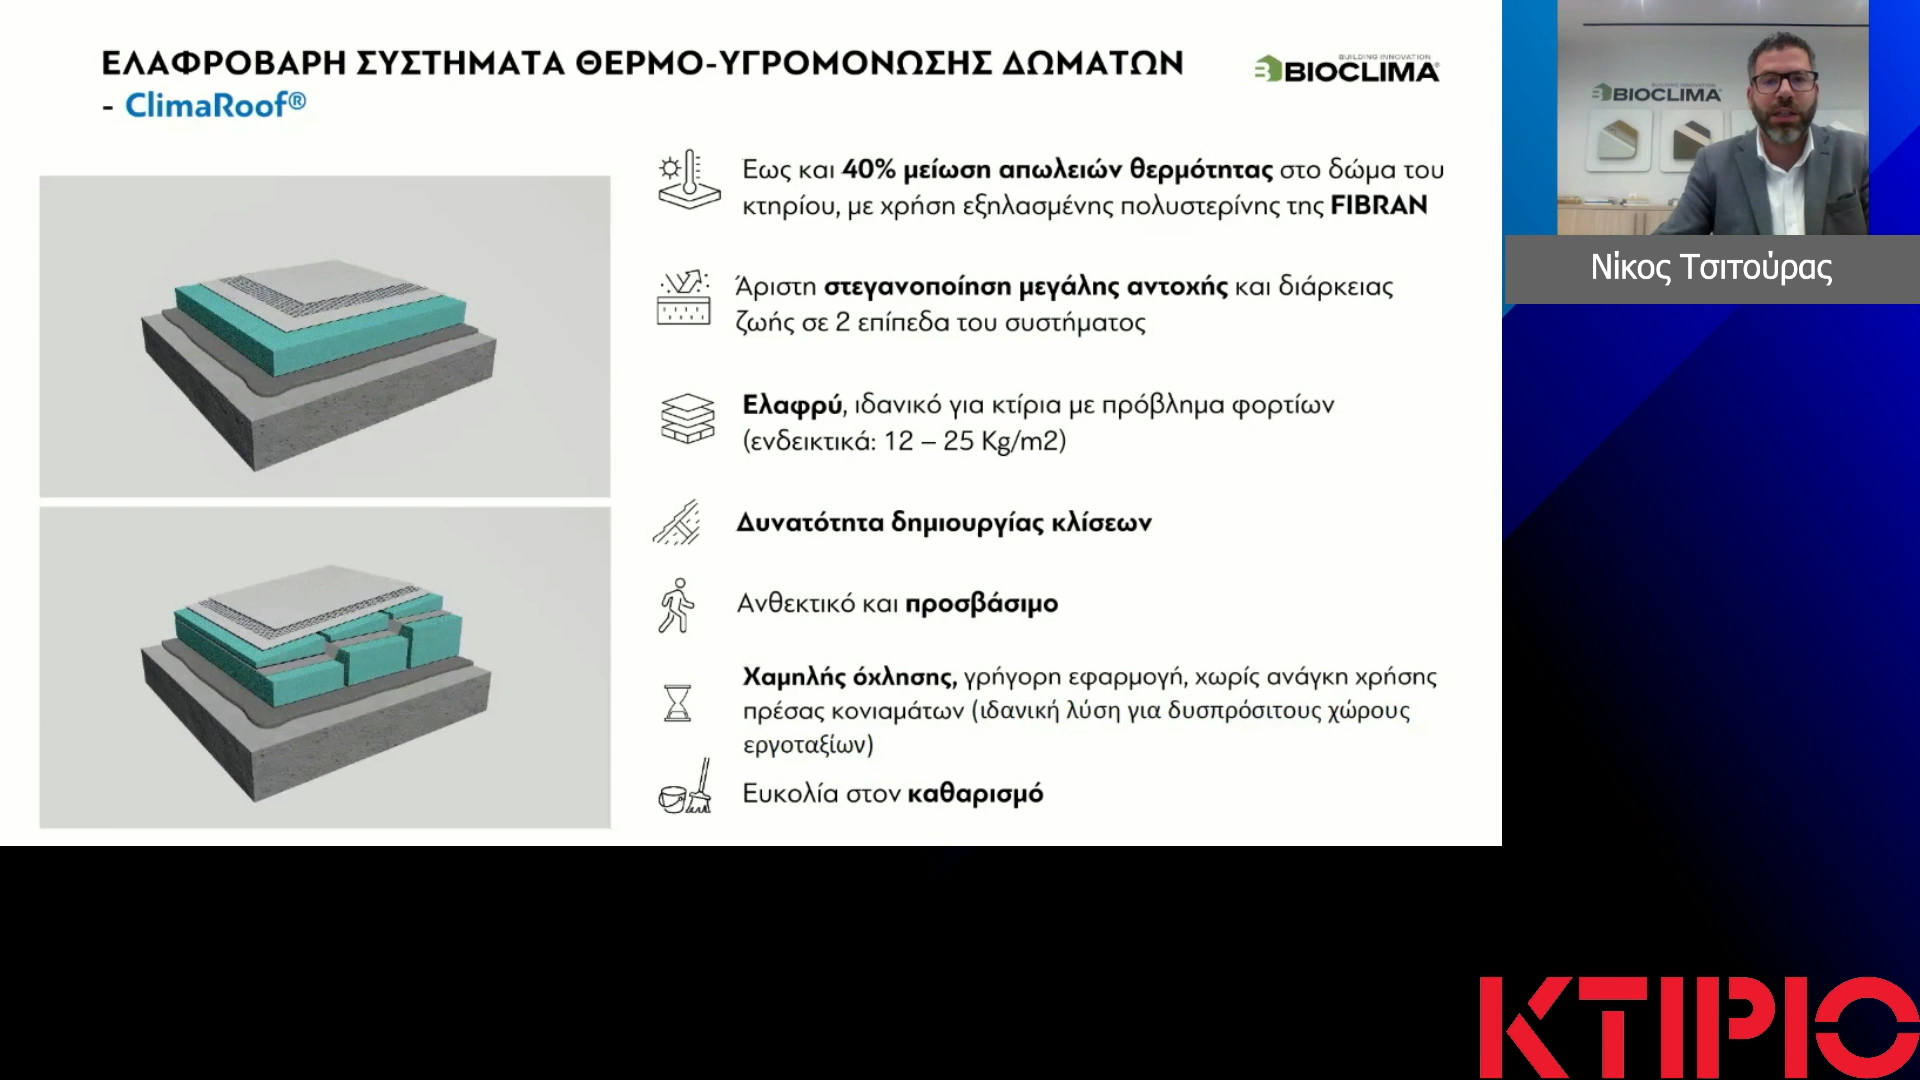 ΕΛΑΦΡΟΒΑΡΗ ΣΥΣΤΗΜΑΤΑ ΘΕΡΜΟ-ΥΓΡΟΜΟΝΩΣΗΣ ΔΩΜΑΤΩΝ
- ClimaRoof®
BUILDING INNOVATION
BIOCLIMA
Έως και 40% μείωση απωλειών θερμότητας στο δώμα του
κτηρίου, με χρήση εξηλασμένης πολυστερίνης της FIBRAN
Άριστη στεγανοποίηση μεγάλης αντοχής και διάρκειας
ζωής σε 2 επίπεδα του συστήματος
Ελαφρύ, ιδανικό για κτίρια με πρόβλημα φορτίων
(ενδεικτικά: 12 – 25 Kg/m2)
Δυνατότητα δημιουργίας κλίσεων
Ανθεκτικό και προσβάσιμο
Χαμηλής όχλησης, γρήγορη εφαρμογή, χωρίς ανάγκη χρήσης
πρέσας κονιαμάτων (ιδανική λύση για δυσπρόσιτους χώρους
εργοταξίων)
Ευκολία στον καθαρισμό
BIOCLIMA
Νίκος Τσιτούρας
ΚΤΙΡΙΟ